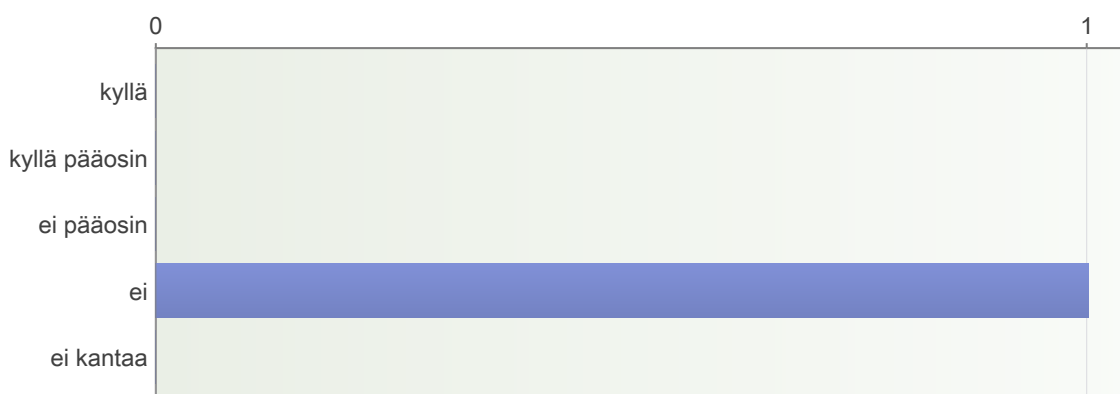 0 1
kyllä
kyllä pääosin
ei pääosin
ei
ei kantaa